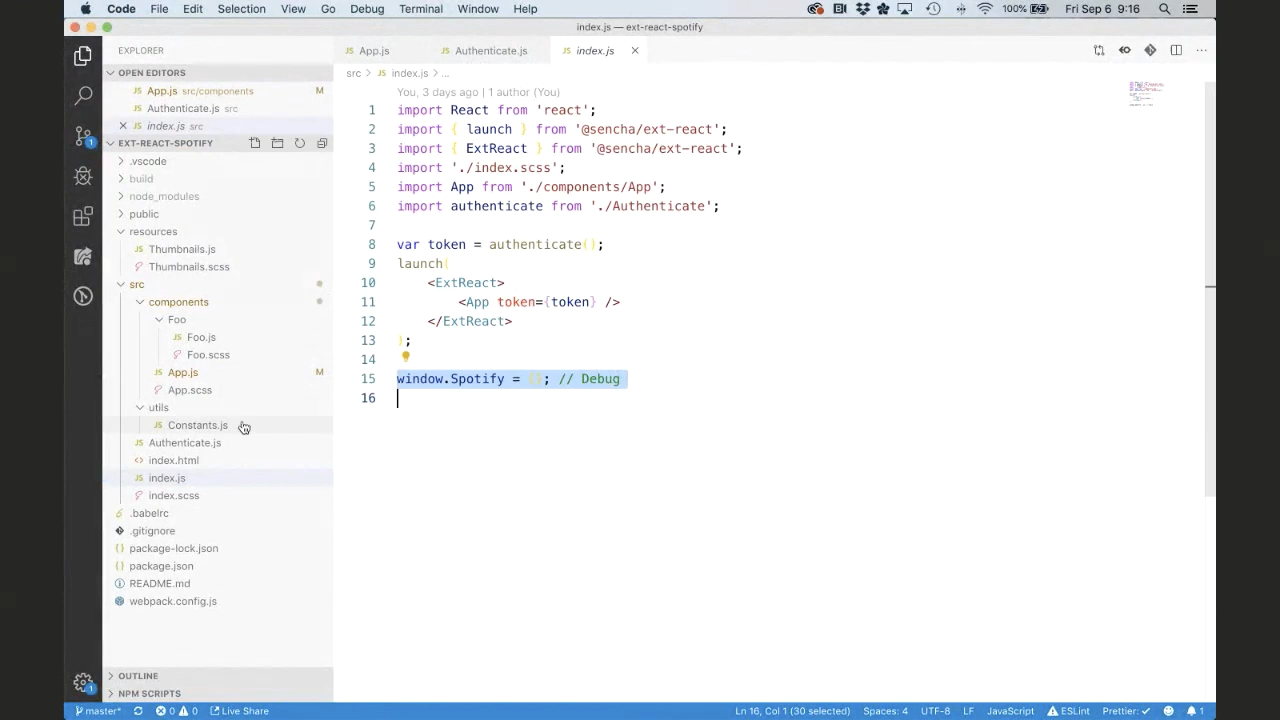 Code File Edit Selection View Go Debug Terminal Window Help 100% Fri Sep 6 9:16
index.js — ext-react-spotify
EXPLORER
App.js Authenticate.js index.js
OPEN EDITORS
src > index.js > ...
App.js src/components M
Authenticate.js src
index.js src
EXT-REACT-SPOTIFY
.vscode
build
node_modules
public
resources
Thumbnails.js
Thumbnails.scss
src
components
Foo
Foo.js
Foo.scss
App.js M
App.scss
utils
Constants.js
Authenticate.js
index.html
index.js
index.scss
.babelrc
.gitignore
package-lock.json
package.json
README.md
webpack.config.js
OUTLINE
NPM SCRIPTS
You, 3 days ago | 1 author (You)
1 import React from 'react';
2 import { launch } from '@sencha/ext-react';
3 import { ExtReact } from '@sencha/ext-react';
4 import './index.scss';
5 import App from './components/App';
6 import authenticate from './Authenticate';
7
8 var token = authenticate();
9 launch(
10 <ExtReact>
11 <App token={token} />
12 </ExtReact>
13 );
14
15 window.Spotify = {}; // Debug
16
master* 0 0 Live Share Ln 16, Col 1 (30 selected) Spaces: 4 UTF-8 LF JavaScript ESLint Prettier: ✓ 1